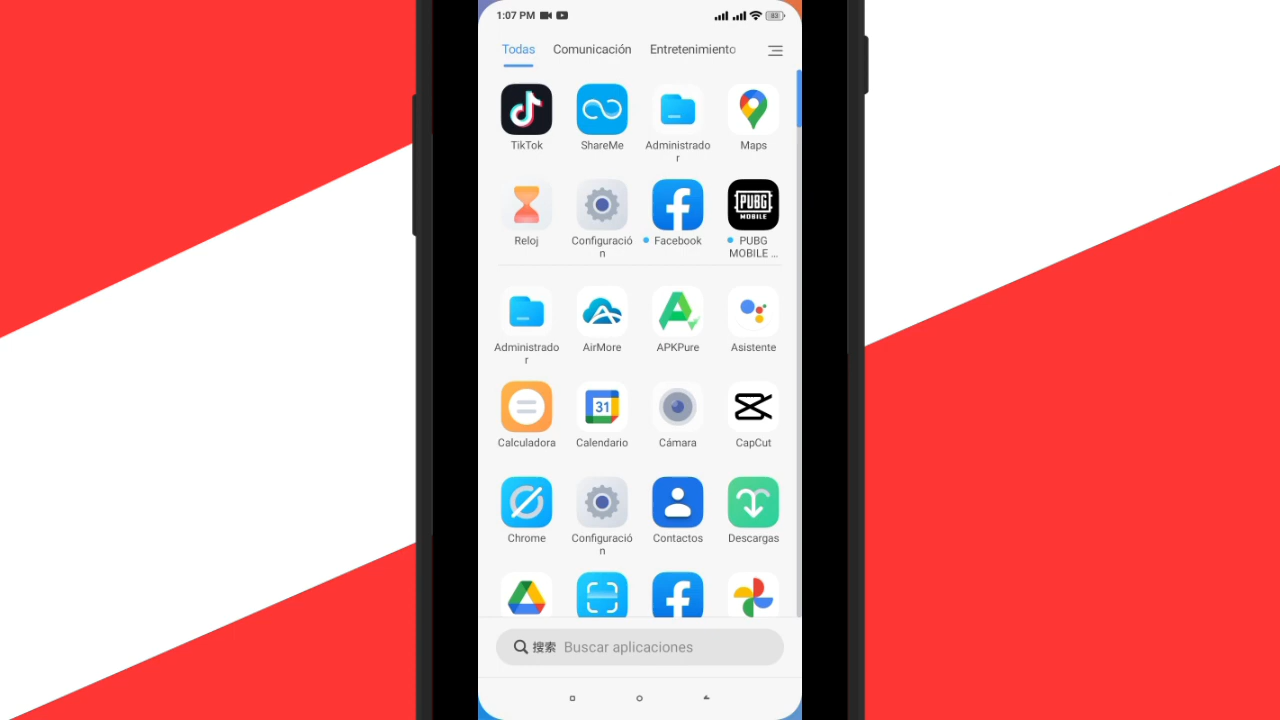 1:07 PM 83
Todas Comunicación Entretenimiento
TikTok ShareMe Administrado
r Maps
PUBG
MOBILE
Reloj Configuració
n Facebook PUBG
MOBILE ...
Administrado
r AirMore APKPure Asistente
31
Calculadora Calendario Cámara CapCut
Chrome Configuració
n Contactos Descargas
搜索 Buscar aplicaciones